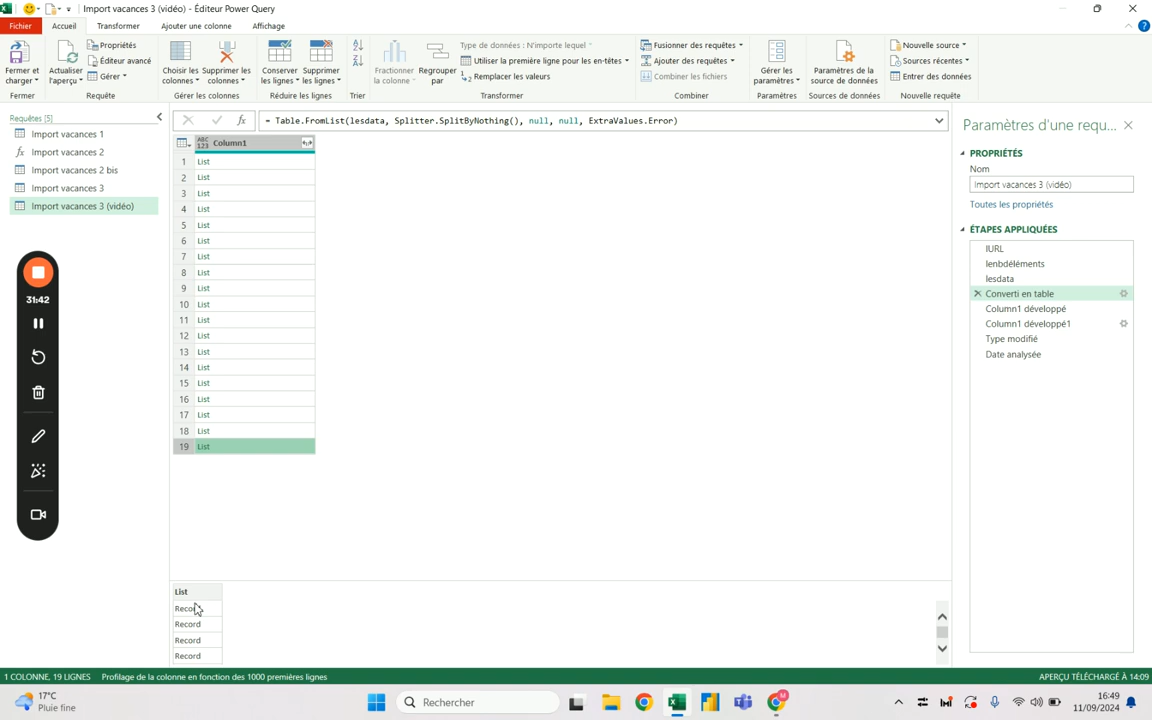 Import vacances 3 (vidéo) - Éditeur Power Query
Fichier Accueil Transformer Ajouter une colonne Affichage
Fermer et charger
Fermer
Actualiser l'aperçu
Propriétés
Éditeur avancé
Gérer
Requête
Choisir les colonnes
Supprimer les colonnes
Gérer les colonnes
Conserver les lignes
Supprimer les lignes
Réduire les lignes
Trier
Fractionner la colonne
Regrouper par
Type de données : N'importe lequel
Utiliser la première ligne pour les en-têtes
Remplacer les valeurs
Transformer
Fusionner des requêtes
Ajouter des requêtes
Combiner les fichiers
Combiner
Gérer les paramètres
Paramètres
Paramètres de la source de données
Sources de données
Nouvelle source
Sources récentes
Entrer des données
Nouvelle requête
Requêtes [5]
Import vacances 1
fx Import vacances 2
Import vacances 2 bis
Import vacances 3
Import vacances 3 (vidéo)
31:42
fx = Table.FromList(lesdata, Splitter.SplitByNothing(), null, null, ExtraValues.Error)
ABC 123 Column1
1 List
2 List
3 List
4 List
5 List
6 List
7 List
8 List
9 List
10 List
11 List
12 List
13 List
14 List
15 List
16 List
17 List
18 List
19 List
List
Record
Record
Record
Record
Paramètres d'une requ...
PROPRIÉTÉS
Nom
Import vacances 3 (vidéo)
Toutes les propriétés
ÉTAPES APPLIQUÉES
lURL
lenbdéléments
lesdata
Converti en table
Column1 développé
Column1 développé1
Type modifié
Date analysée
1 COLONNE, 19 LIGNES Profilage de la colonne en fonction des 1000 premières lignes
APERÇU TÉLÉCHARGÉ À 14:09
17°C
Pluie fine
Rechercher
16:49
11/09/2024